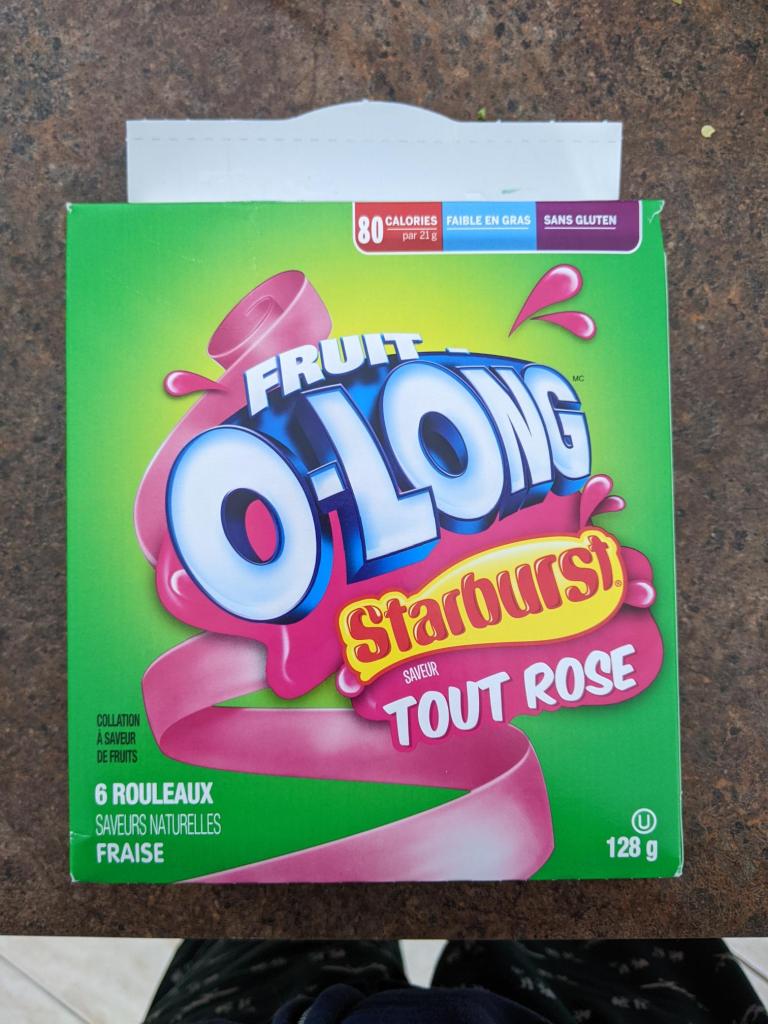 80 CALORIES
par 21 g
FAIBLE EN GRAS
SANS GLUTEN
FRUIT
O-LONG MC
Starburst®
SAVEUR
TOUT ROSE
COLLATION
À SAVEUR
DE FRUITS
6 ROULEAUX
SAVEURS NATURELLES
FRAISE
U
128 g